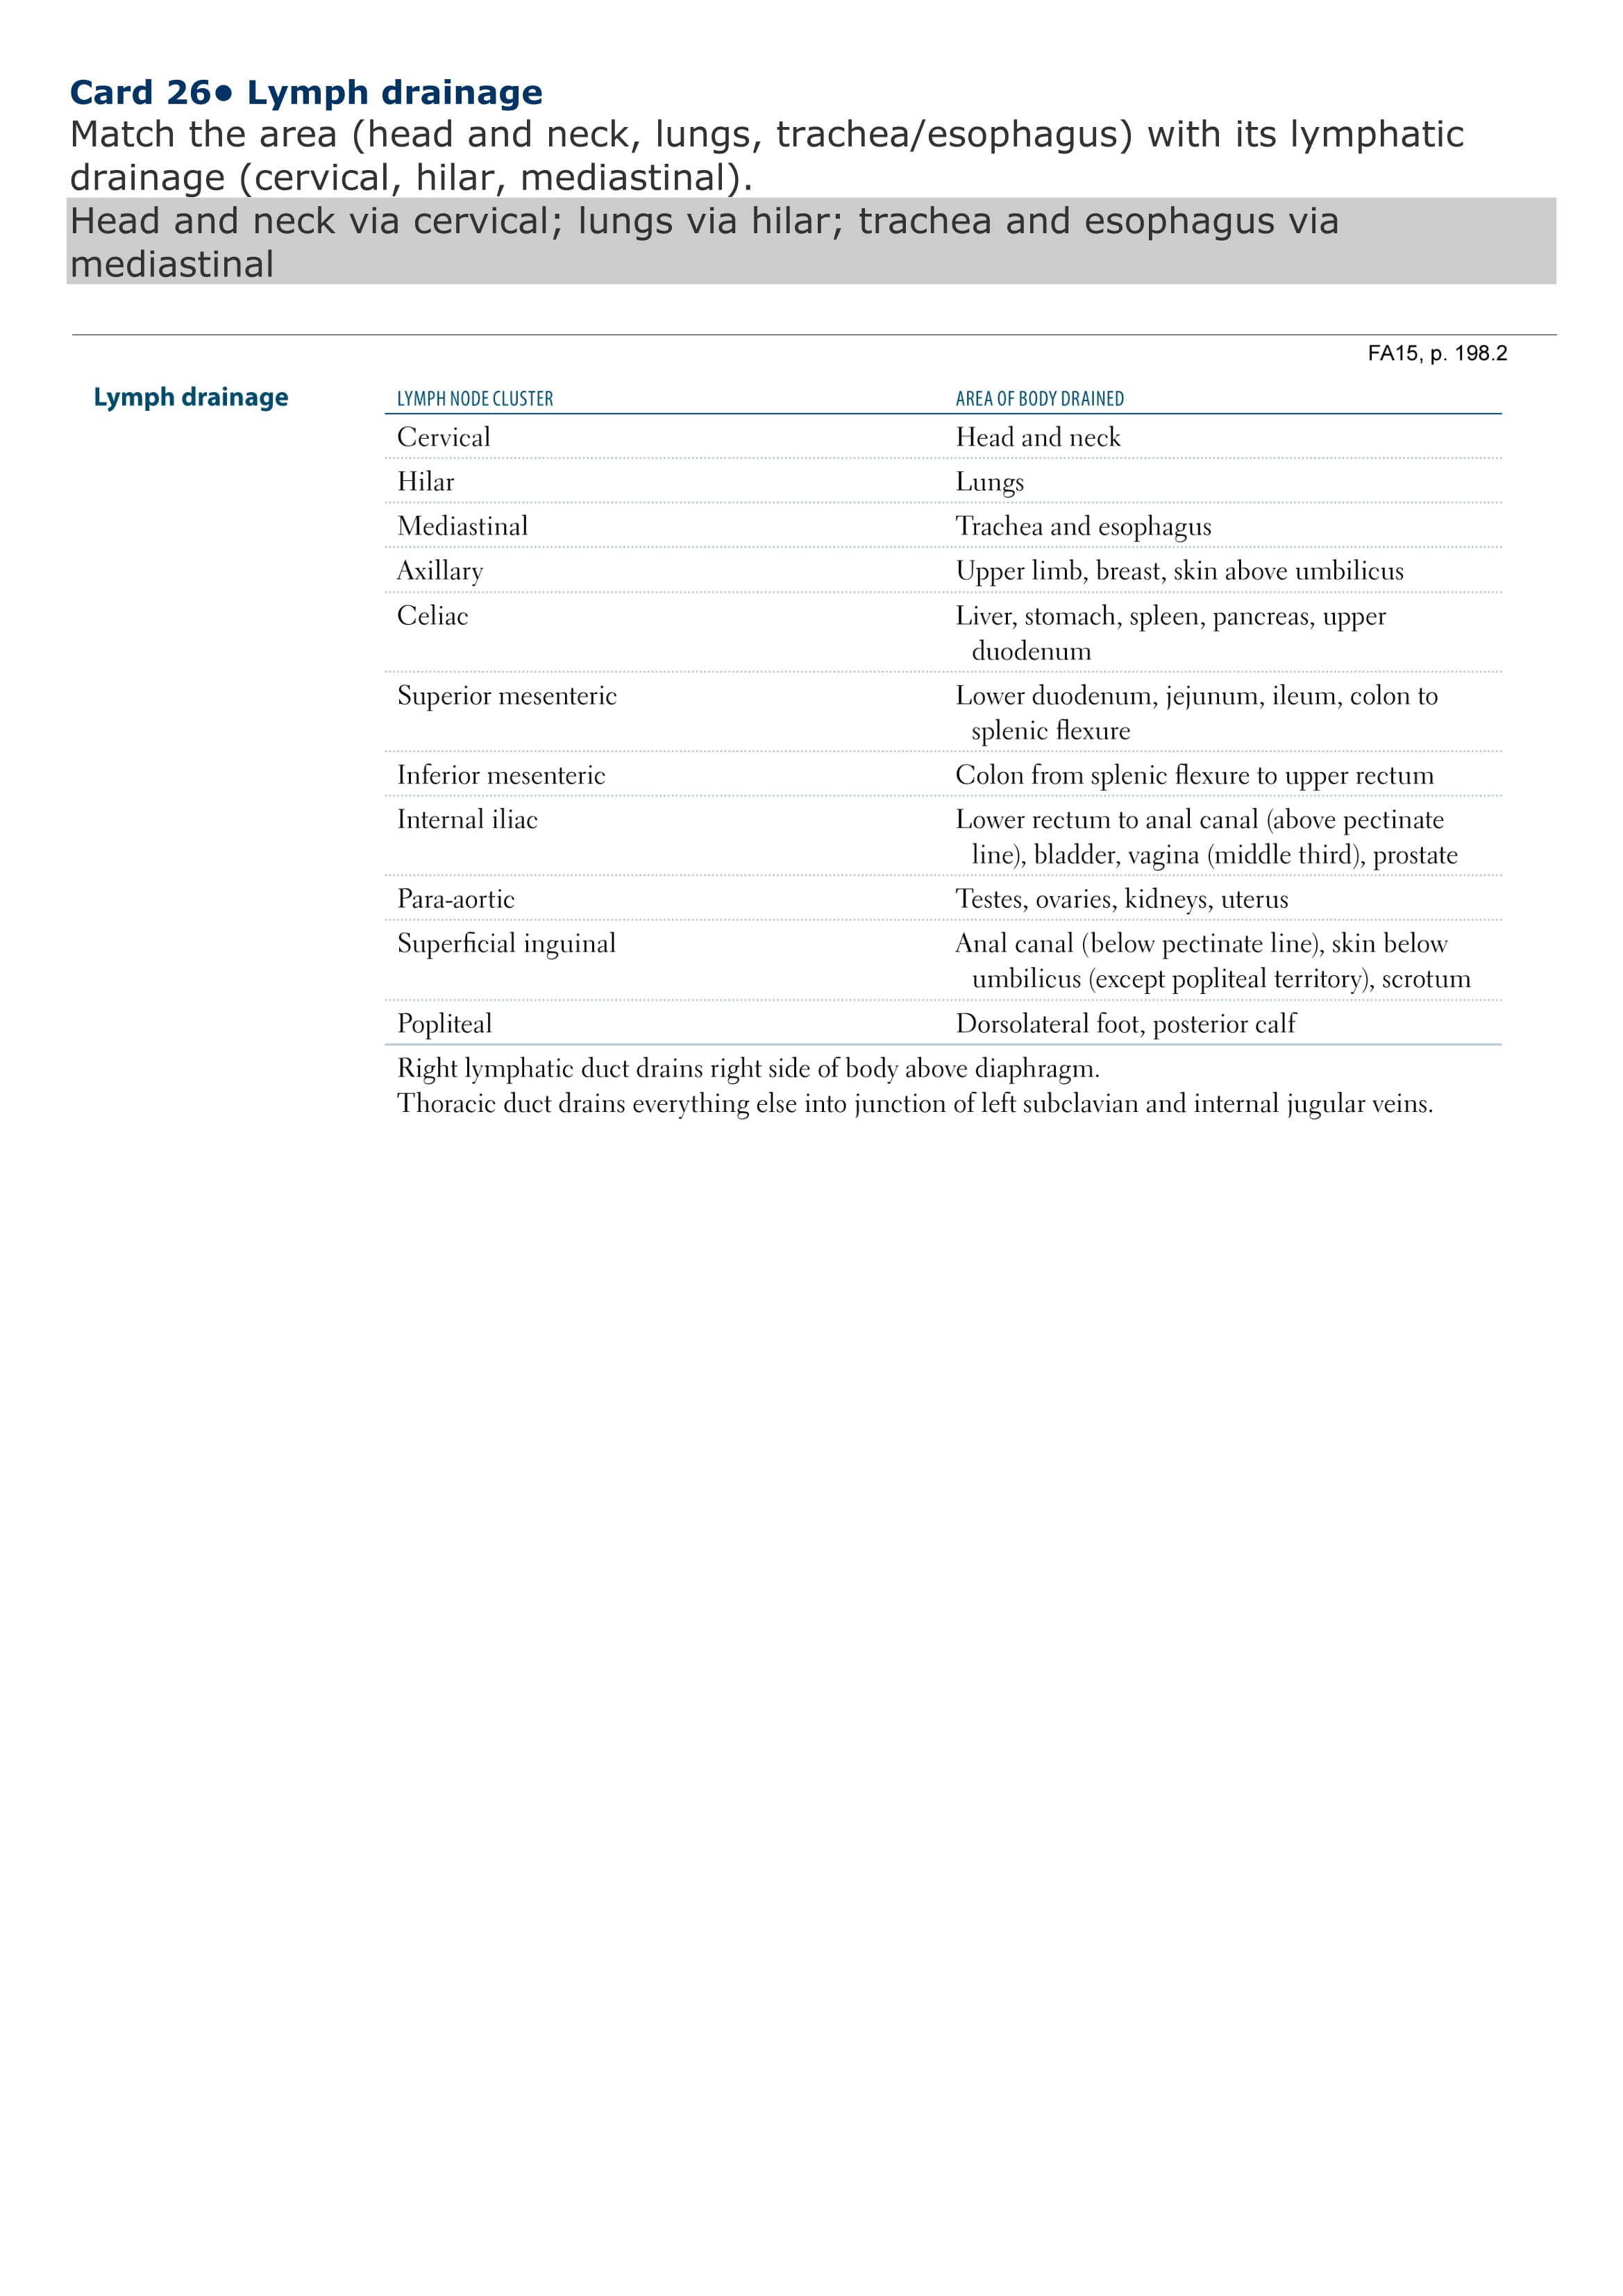 Card 26● Lymph drainage
Match the area (head and neck, lungs, trachea/esophagus) with its lymphatic
drainage (cervical, hilar, mediastinal).
Head and neck via cervical; lungs via hilar; trachea and esophagus via
mediastinal
FA15, p. 198.2
Lymph drainage
LYMPH NODE CLUSTER AREA OF BODY DRAINED
Cervical Head and neck
Hilar Lungs
Mediastinal Trachea and esophagus
Axillary Upper limb, breast, skin above umbilicus
Celiac Liver, stomach, spleen, pancreas, upper
duodenum
Superior mesenteric Lower duodenum, jejunum, ileum, colon to
splenic flexure
Inferior mesenteric Colon from splenic flexure to upper rectum
Internal iliac Lower rectum to anal canal (above pectinate
line), bladder, vagina (middle third), prostate
Para-aortic Testes, ovaries, kidneys, uterus
Superficial inguinal Anal canal (below pectinate line), skin below
umbilicus (except popliteal territory), scrotum
Popliteal Dorsolateral foot, posterior calf
Right lymphatic duct drains right side of body above diaphragm.
Thoracic duct drains everything else into junction of left subclavian and internal jugular veins.